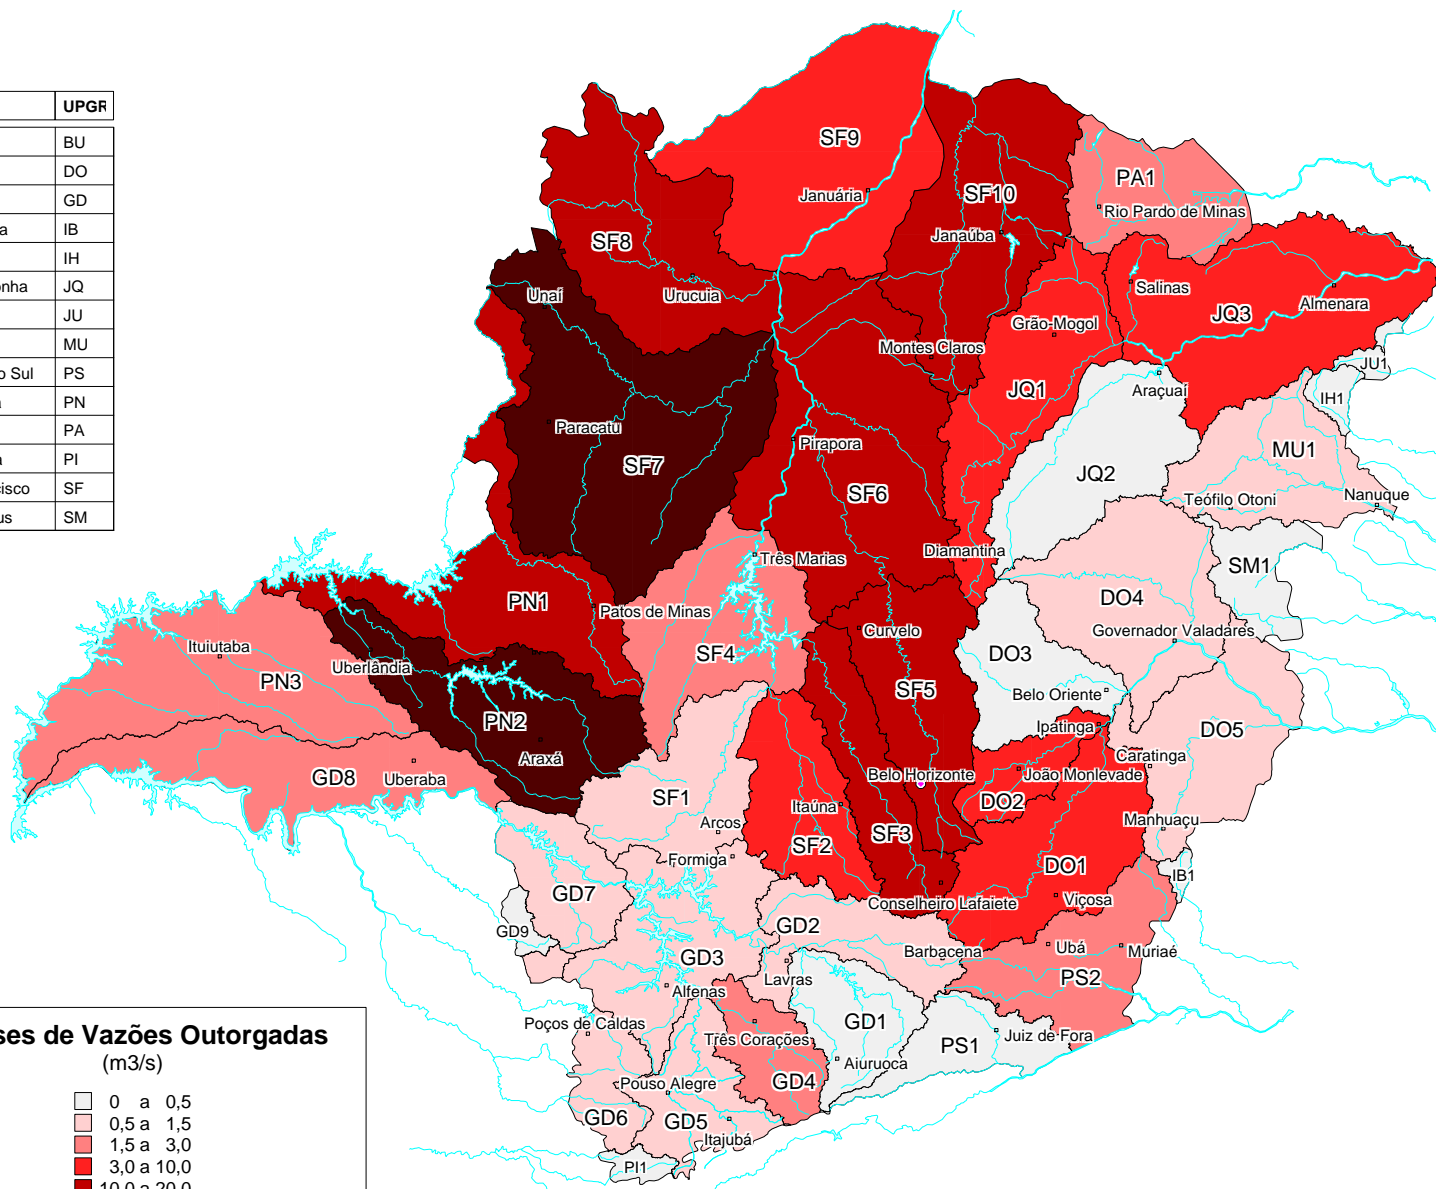 UPGR
BU
DO
GD
a IB
IH
onha JQ
JU
MU
o Sul PS
PN
PA
a PI
cisco SF
us SM
SF9
Januária
SF10
Janaúba
PA1
Rio Pardo de Minas
SF8
Urucuia
Unaí
Salinas
Almenara
JQ3
Grão-Mogol
Montes Claros
JU1
JQ1
Araçuaí
IH1
Paracatu
Pirapora
SF7
MU1
JQ2
SF6
Teófilo Otoni
Nanuque
Três Marias
Diamantina
SM1
PN1
Patos de Minas
DO4
Curvelo
Governador Valadares
Ituiutaba
Uberlândia
SF4
DO3
PN3
SF5
Belo Oriente
PN2
Ipatinga
DO5
Araxá
Caratinga
GD8
Uberaba
Belo Horizonte
João Monlevade
SF1
Itaúna
DO2
Arcos
Manhuaçu
SF3
SF2
Formiga
DO1
IB1
GD7
Conselheiro Lafaiete
Viçosa
GD9
GD2
Barbacena
Ubá
Muriaé
GD3
Lavras
PS2
Alfenas
Poços de Caldas
GD1
Três Corações
PS1
Juiz de Fora
Aiuruoca
Pouso Alegre
GD4
GD6
GD5
Itajubá
PI1
ses de Vazões Outorgadas
(m3/s)
0 a 0,5
0,5 a 1,5
1,5 a 3,0
3,0 a 10,0
10,0 a 20,0